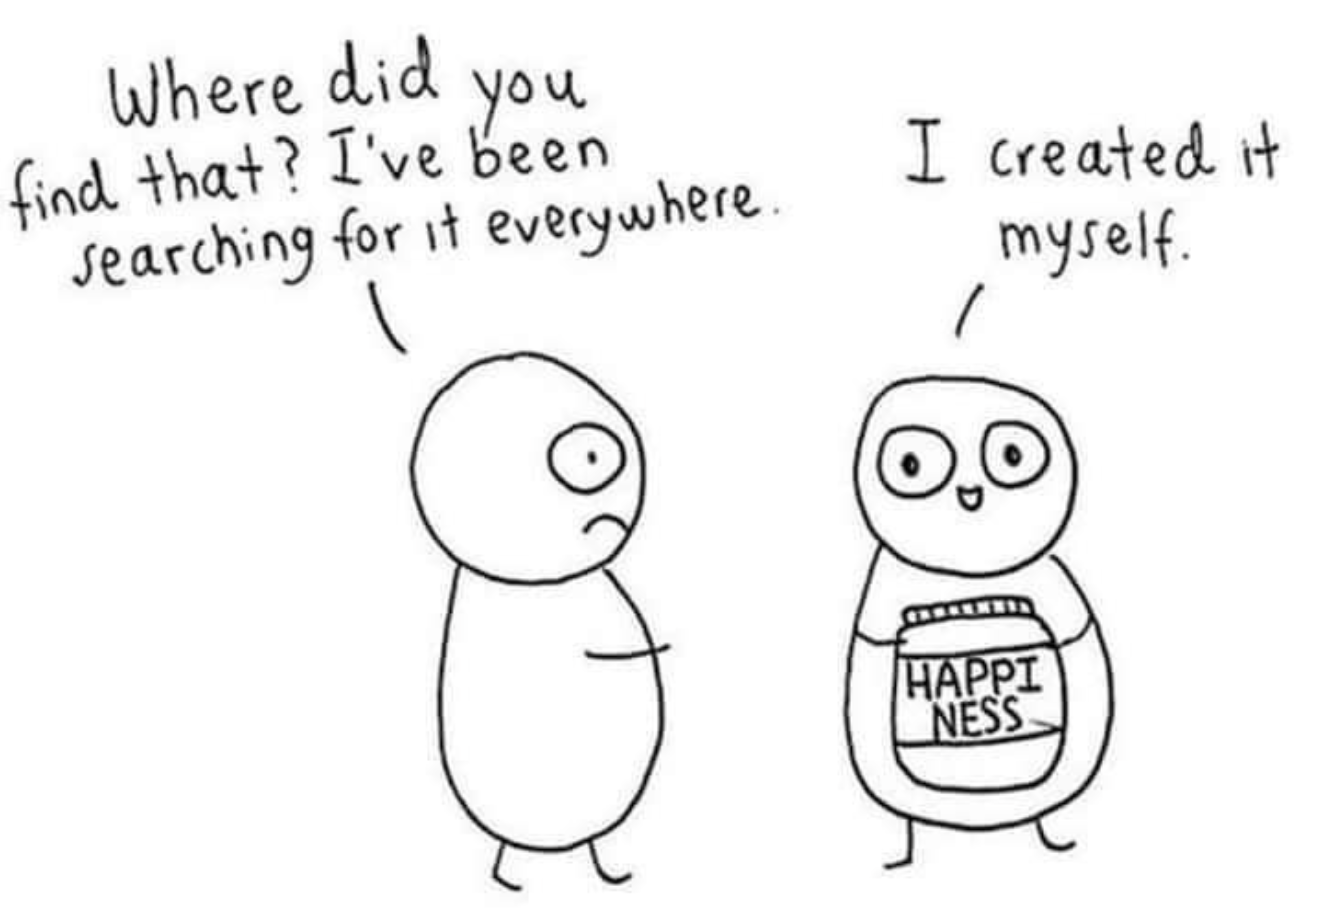 Where did you
find that? I've been
searching for it everywhere.
I created it
myself.
HAPPI
NESS